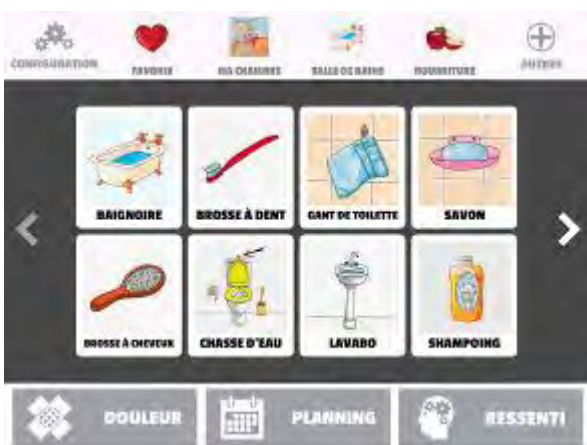 CONFIGURATION
FAVORIS
MA CHAMBRE
SALLE DE BAINS
NOURRITURE
AUTRES
BAIGNOIRE
BROSSE À DENT
GANT DE TOILETTE
SAVON
BROSSE À CHEVEUX
CHASSE D'EAU
LAVABO
SHAMPOING
DOULEUR
PLANNING
RESSENTI